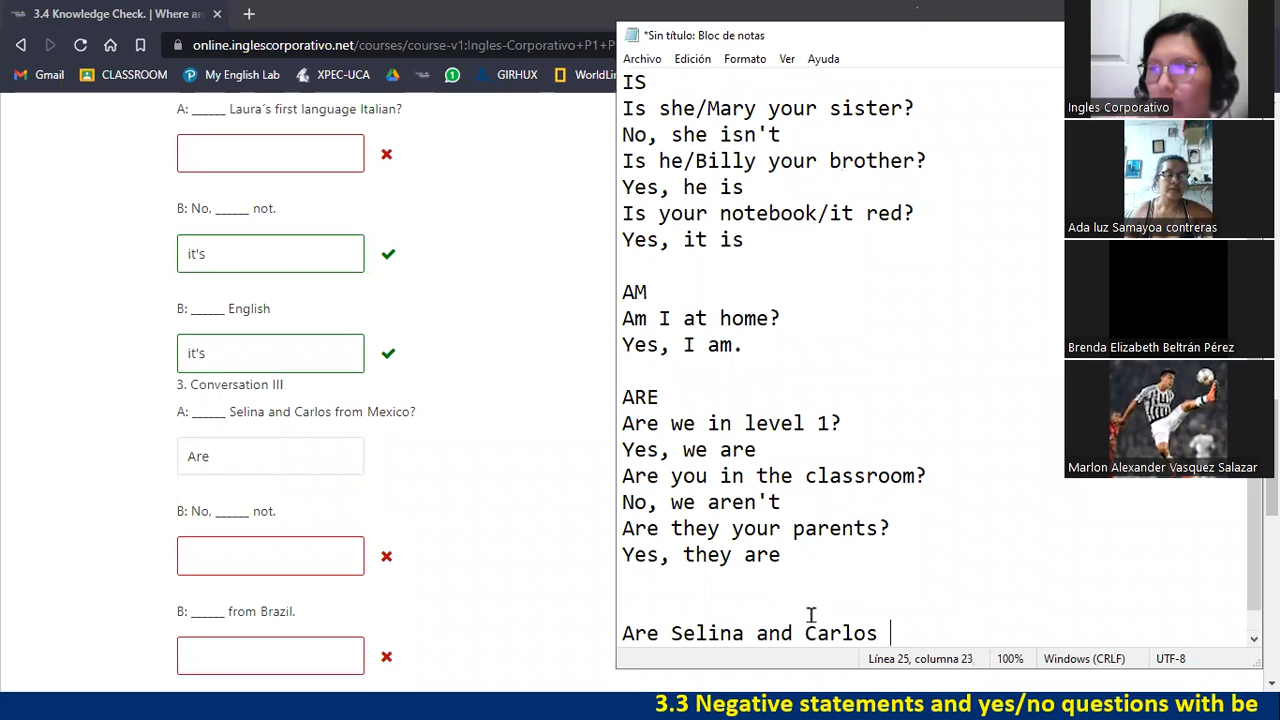 3.4 Knowledge Check. | Where ar
online.inglescorporativo.net/courses/course-v1:Ingles-Corporativo+P1+P
Gmail CLASSROOM My English Lab XPEC-UCA GIRHUX WorldLin
A: ______ Laura´s first language Italian?
B: No, ______ not.
it's
B: ______ English
it's
3. Conversation III
A: ______ Selina and Carlos from Mexico?
Are
B: No, ______ not.
B: ______ from Brazil.
*Sin título: Bloc de notas
Archivo Edición Formato Ver Ayuda
IS
Is she/Mary your sister?
No, she isn't
Is he/Billy your brother?
Yes, he is
Is your notebook/it red?
Yes, it is
AM
Am I at home?
Yes, I am.
ARE
Are we in level 1?
Yes, we are
Are you in the classroom?
No, we aren't
Are they your parents?
Yes, they are
Are Selina and Carlos
Línea 25, columna 23 100% Windows (CRLF) UTF-8
Ingles Corporativo
Ada luz Samayoa contreras
Brenda Elizabeth Beltrán Pérez
Marlon Alexander Vasquez Salazar
3.3 Negative statements and yes/no questions with be